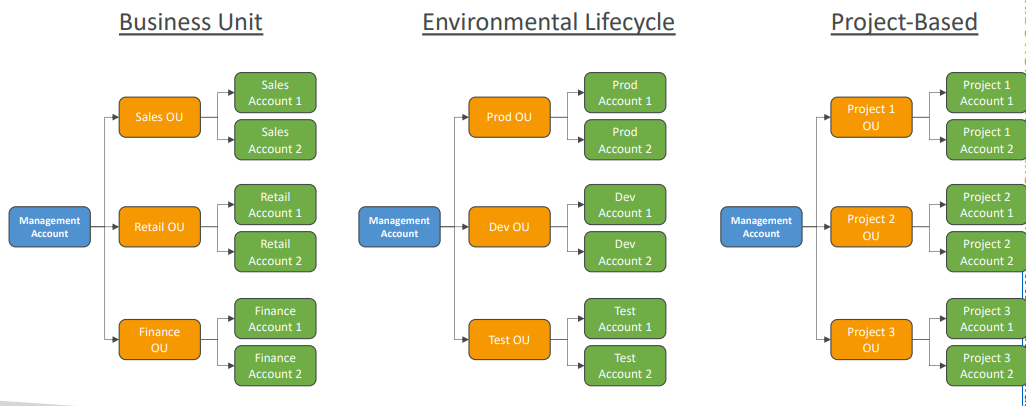 Business Unit
Environmental Lifecycle
Project-Based
Management
Account
Sales OU
Sales
Account 1
Sales
Account 2
Retail OU
Retail
Account 1
Retail
Account 2
Finance
OU
Finance
Account 1
Finance
Account 2
Management
Account
Prod OU
Prod
Account 1
Prod
Account 2
Dev OU
Dev
Account 1
Dev
Account 2
Test OU
Test
Account 1
Test
Account 2
Management
Account
Project 1
OU
Project 1
Account 1
Project 1
Account 2
Project 2
OU
Project 2
Account 1
Project 2
Account 2
Project 3
OU
Project 3
Account 1
Project 3
Account 2